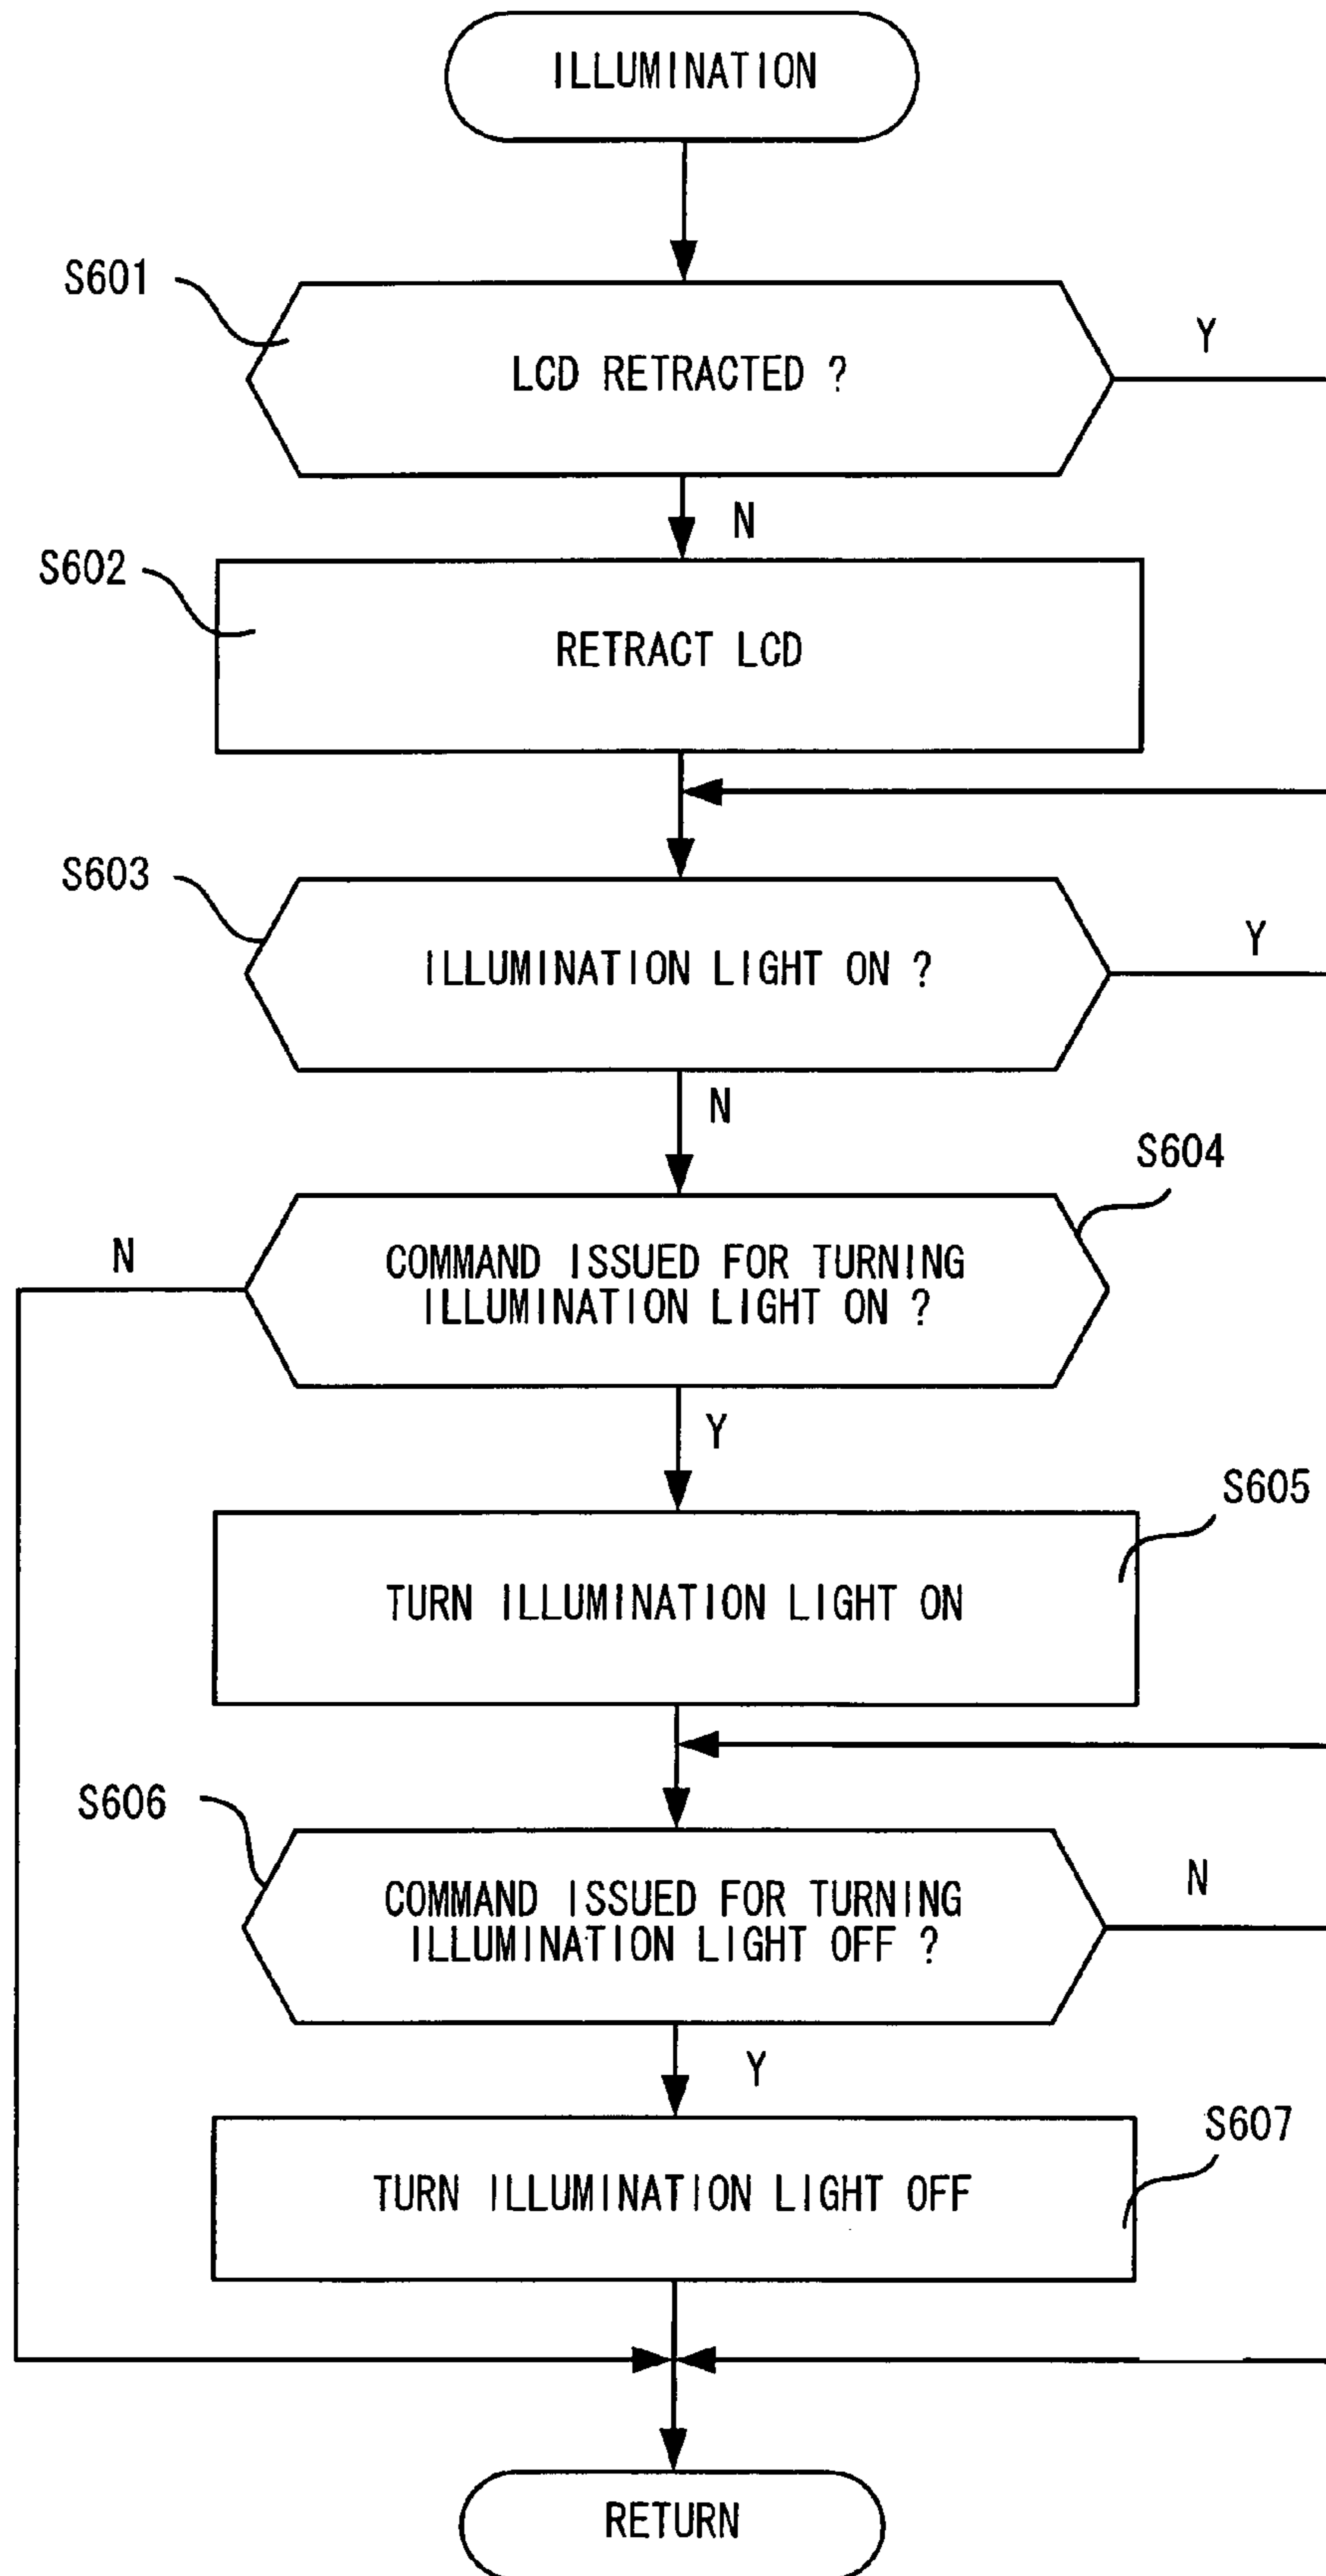 ILLUMINATION
S601
LCD RETRACTED ?
Y
N
S602
RETRACT LCD
S603
ILLUMINATION LIGHT ON ?
Y
N
S604
N
COMMAND ISSUED FOR TURNING
ILLUMINATION LIGHT ON ?
Y
S605
TURN ILLUMINATION LIGHT ON
S606
COMMAND ISSUED FOR TURNING
ILLUMINATION LIGHT OFF ?
N
Y
S607
TURN ILLUMINATION LIGHT OFF
RETURN